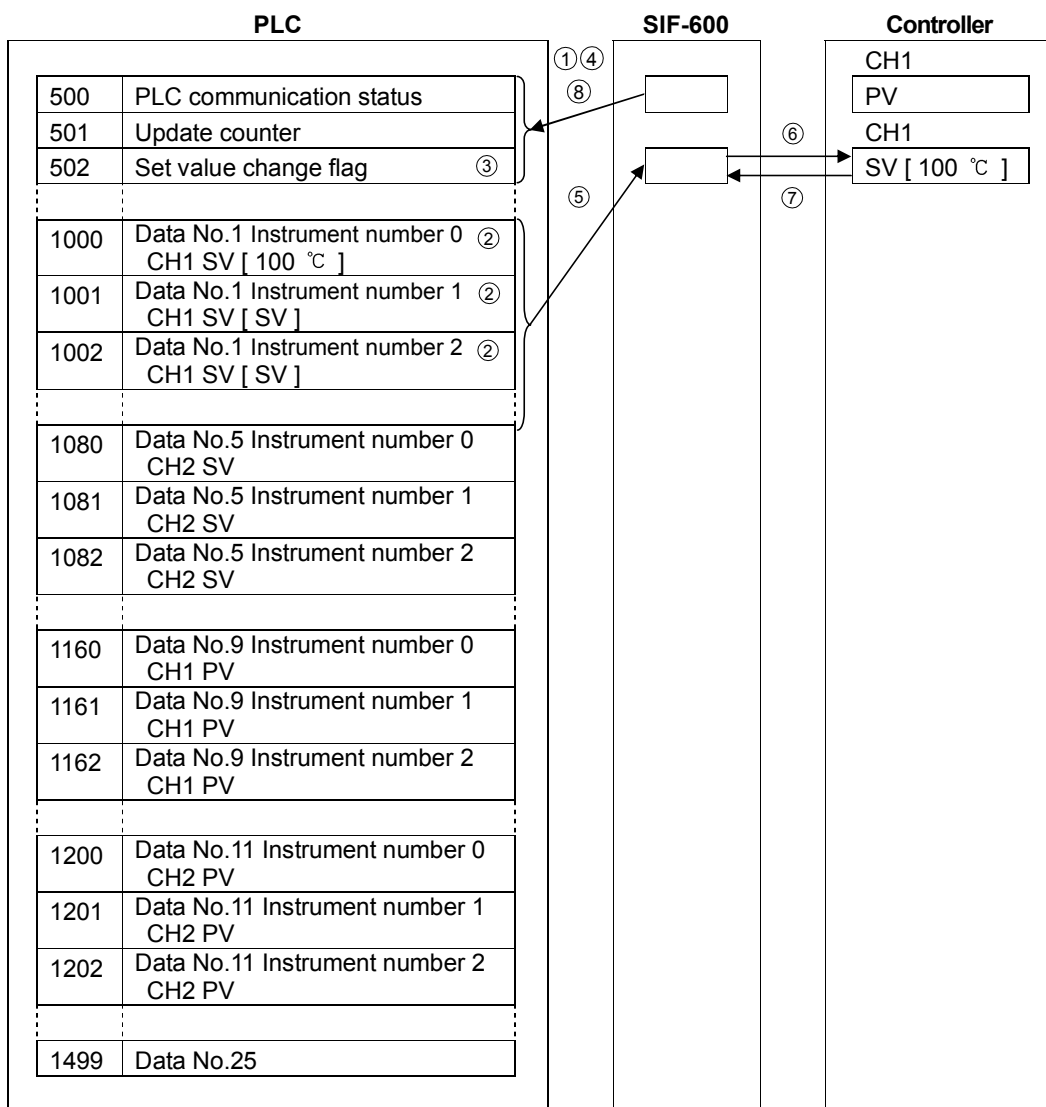 PLC SIF-600 Controller
①④ CH1
500 PLC communication status ⑧ PV
501 Update counter ⑥ CH1
502 Set value change flag ③ SV [ 100 ℃ ]
⑤ ⑦
1000 Data No.1 Instrument number 0 ②
CH1 SV [ 100 ℃ ]
1001 Data No.1 Instrument number 1 ②
CH1 SV [ SV ]
1002 Data No.1 Instrument number 2 ②
CH1 SV [ SV ]
1080 Data No.5 Instrument number 0
CH2 SV
1081 Data No.5 Instrument number 1
CH2 SV
1082 Data No.5 Instrument number 2
CH2 SV
1160 Data No.9 Instrument number 0
CH1 PV
1161 Data No.9 Instrument number 1
CH1 PV
1162 Data No.9 Instrument number 2
CH1 PV
1200 Data No.11 Instrument number 0
CH2 PV
1201 Data No.11 Instrument number 1
CH2 PV
1202 Data No.11 Instrument number 2
CH2 PV
1499 Data No.25